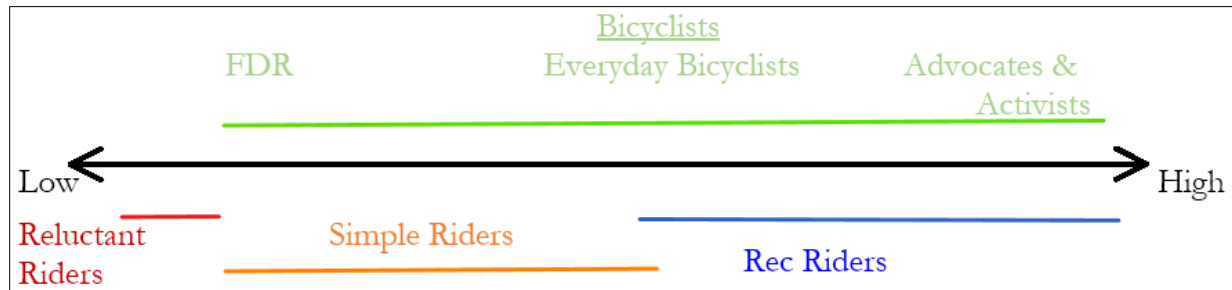 Bicyclists
FDR Everyday Bicyclists Advocates &
Activists
Low
High
Reluctant Simple Riders
Riders Rec Riders